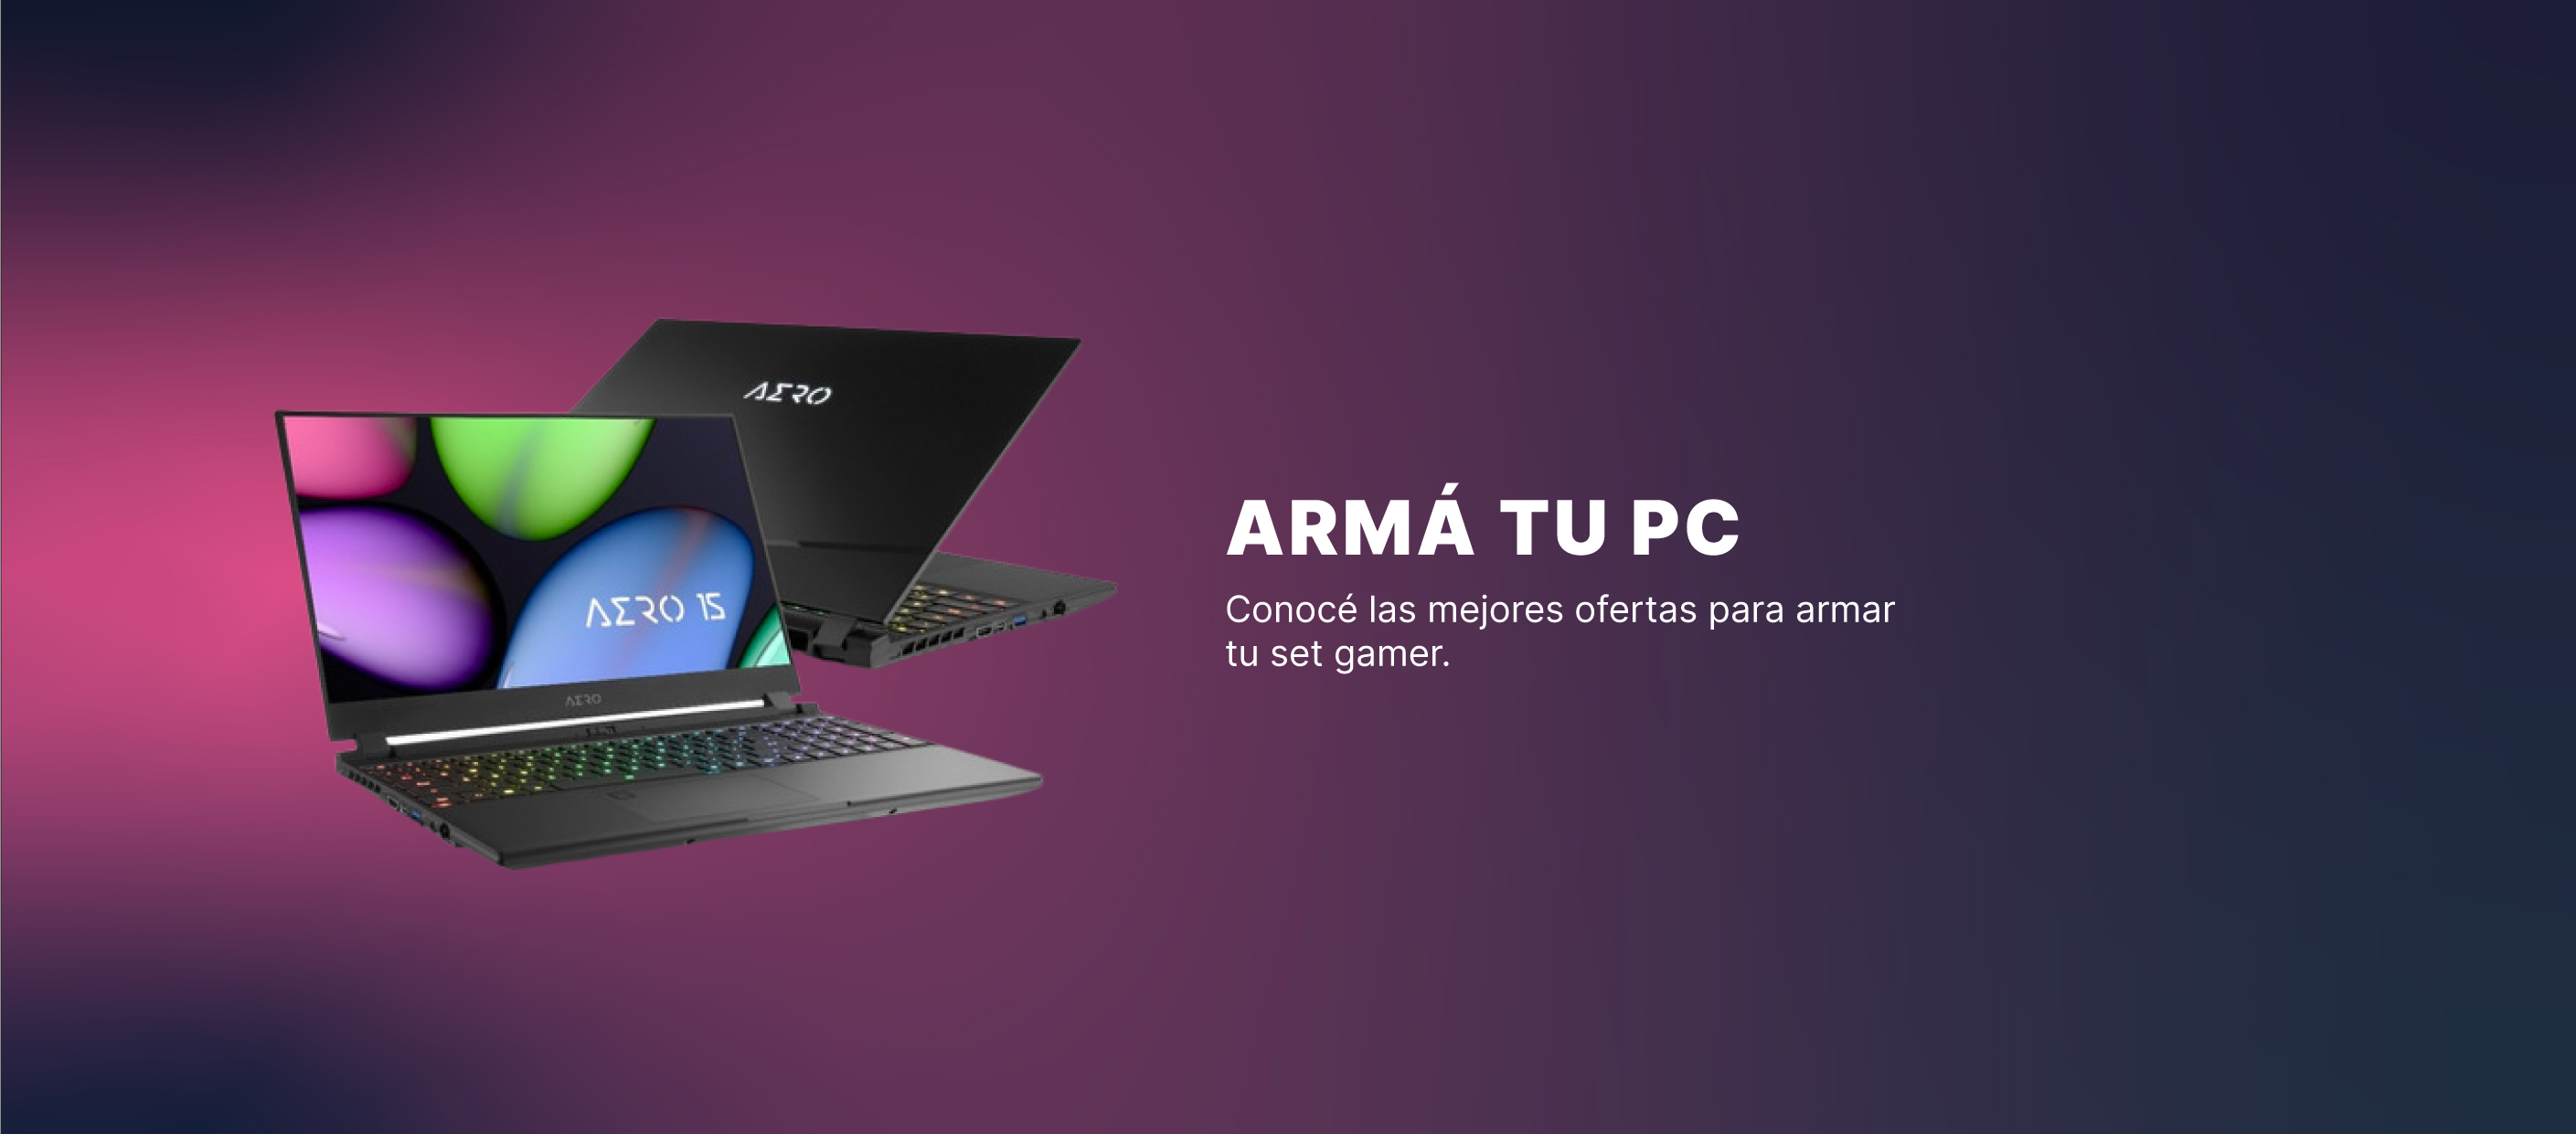 AERO
AERO 15
AERO
ARMÁ TU PC
Conocé las mejores ofertas para armar
tu set gamer.